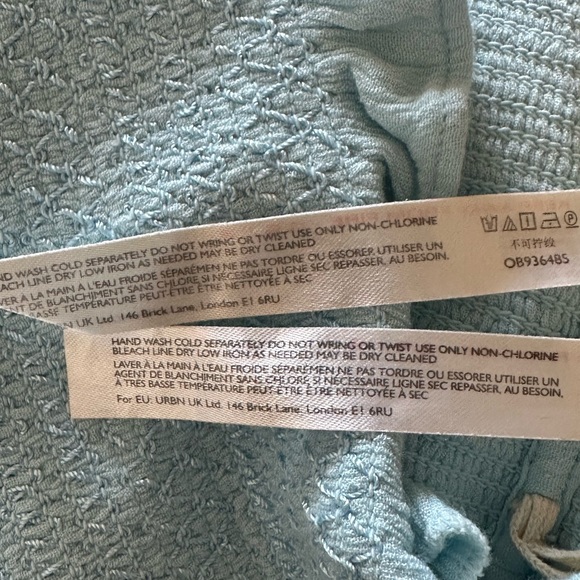 ND WASH COLD SEPARATELY DO NOT WRING OR TWIST USE ONLY NON-CHLORINE
BLEACH LINE DRY LOW IRON AS NEEDED MAY BE DRY CLEANED
AVER À LA MAIN À L'EAU FROIDE SÉPARÉMEN NE PAS TORDRE OU ESSORER UTILISER UN
DE BLANCHIMENT SANS CHLORE SI NÉCESSAIRE LIGNE SEC REPASSER, AU BESOIN.
BASSE TEMPÉRATURE PEUT-ÊTRE ÊTRE NETTOYÉE À SEC
BN UK Ltd 146 Brick Lane, London E1 6RU
不可拧绞
OB936485
HAND WASH COLD SEPARATELY DO NOT WRING OR TWIST USE ONLY NON-CHLORINE
BLEACH LINE DRY LOW IRON AS NEEDED MAY BE DRY CLEANED
LAVER À LA MAIN À L'EAU FROIDE SÉPARÉMEN NE PAS TORDRE OU ESSORER UTILISER UN
AGENT DE BLANCHIMENT SANS CHLORE SI NÉCESSAIRE LIGNE SEC REPASSER, AU BESOIN.
À TRÈS BASSE TEMPÉRATURE PEUT-ÊTRE ÊTRE NETTOYÉE À SEC
For EU: URBN UK Ltd, 146 Brick Lane, London E1 6RU